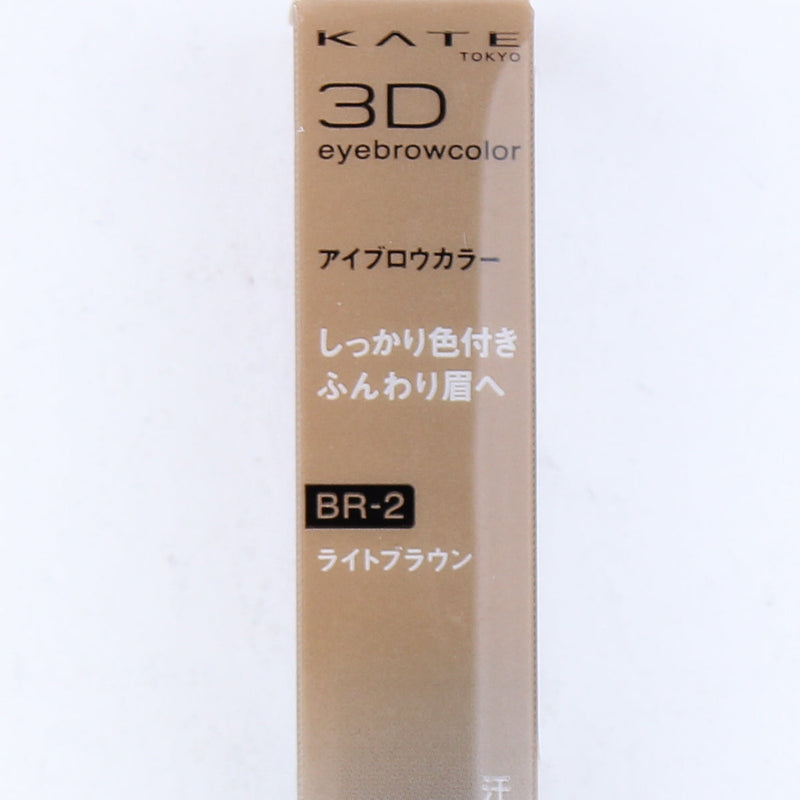 KATE
TOKYO
3D
eyebrowcolor
アイブロウカラー
しっかり色付き
ふんわり眉へ
BR-2
ライトブラウン
汗